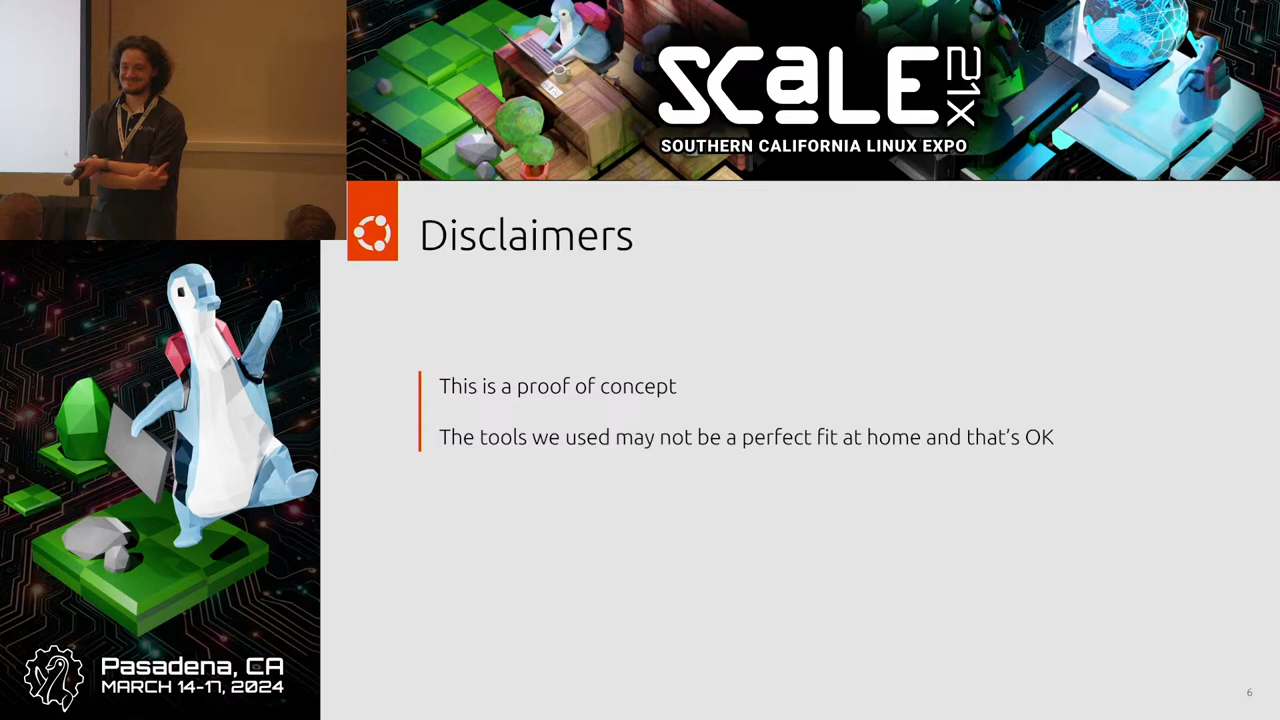 SCaLE 21X
SOUTHERN CALIFORNIA LINUX EXPO
Disclaimers
This is a proof of concept
The tools we used may not be a perfect fit at home and that's OK
Pasadena, CA
MARCH 14-17, 2024
6